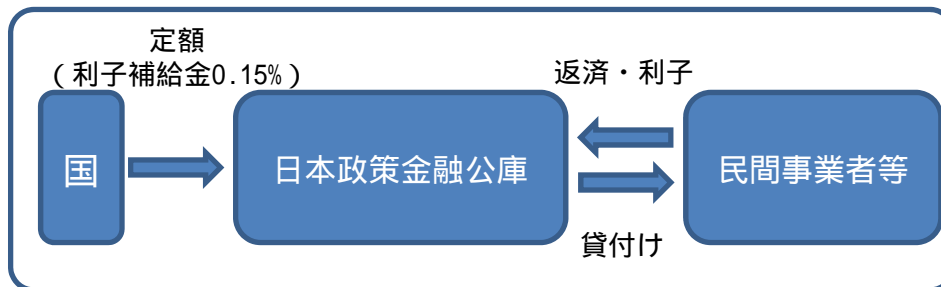 定額
(利子補給金0.15%)
返済・利子
国
日本政策金融公庫
民間事業者等
貸付け